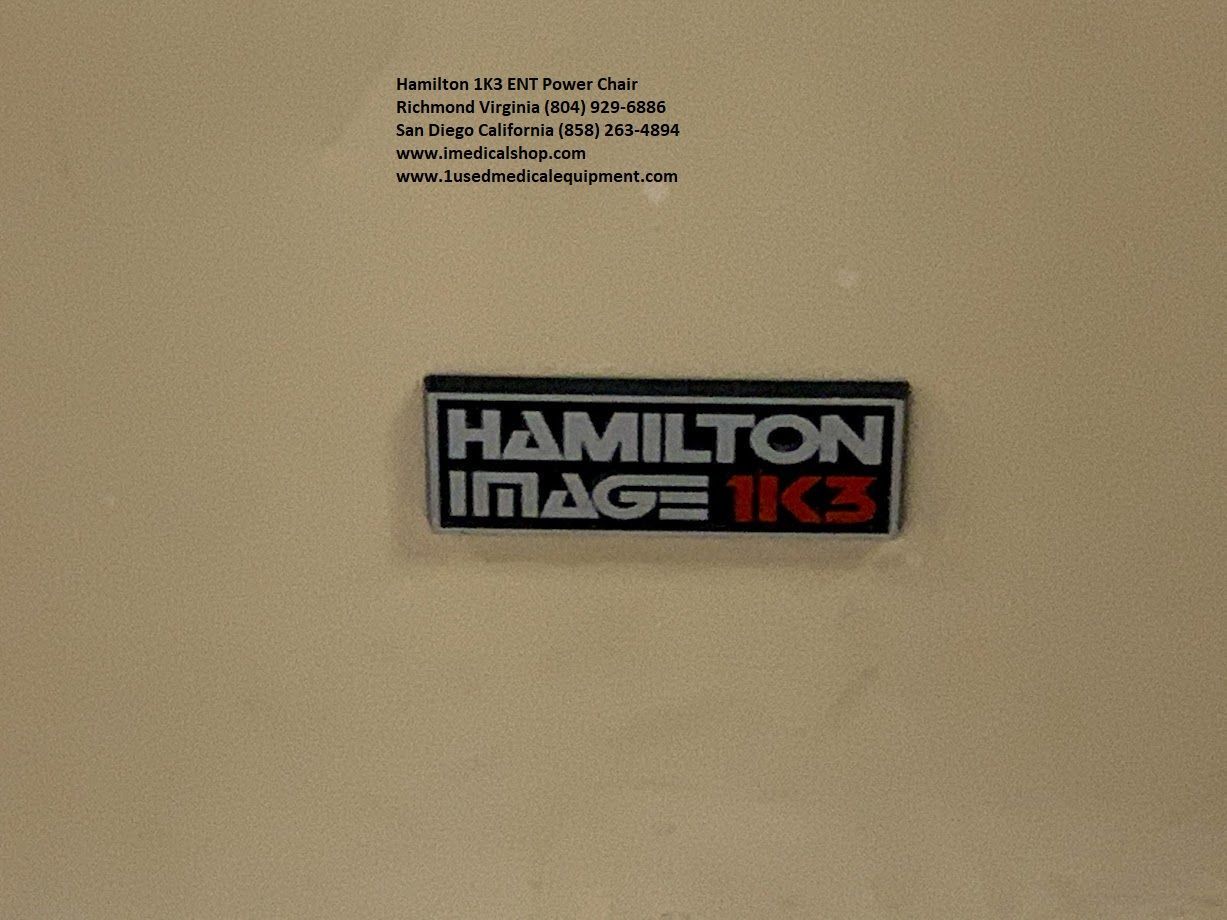 Hamilton 1K3 ENT Power Chair
Richmond Virginia (804) 929-6886
San Diego California (858) 263-4894
www.imedicalshop.com
www.1usedmedicalequipment.com
HAMILTON
IMAGE 1K3